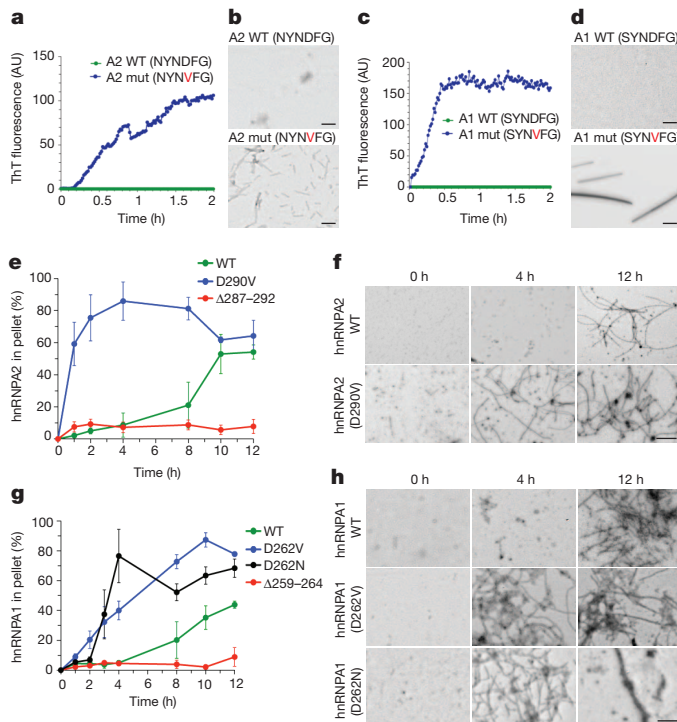 a
A2 WT (NYNDFG)
A2 mut (NYNVFG)
ThT fluorescence (AU)
150
100
50
0
0 0.5 1 1.5 2
Time (h)
b
A2 WT (NYNDFG)
A2 mut (NYNVFG)
c
ThT fluorescence (AU)
200
150
100
50
0
A1 WT (SYNDFG)
A1 mut (SYNVFG)
0 0.5 1 1.5 2
Time (h)
d
A1 WT (SYNDFG)
A1 mut (SYNVFG)
e
hnRNPA2 in pellet (%)
100
80
60
40
20
0
WT
D290V
Δ287–292
0 2 4 6 8 10 12
Time (h)
f
0 h 4 h 12 h
hnRNPA2
WT
hnRNPA2
(D290V)
g
hnRNPA1 in pellet (%)
100
80
60
40
20
0
WT
D262V
D262N
Δ259–264
0 2 4 6 8 10 12
Time (h)
h
0 h 4 h 12 h
hnRNPA1
WT
hnRNPA1
(D262V)
hnRNPA1
(D262N)